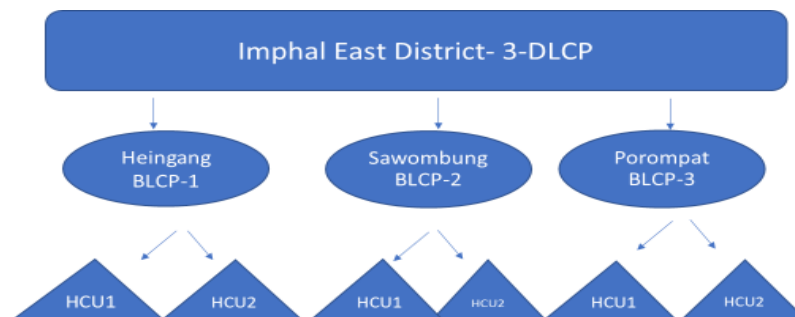 Imphal East District- 3-DLCP
Heingang
BLCP-1
Sawombung
BLCP-2
Porompat
BLCP-3
HCU1
HCU2
HCU1
HCU2
HCU1
HCU2